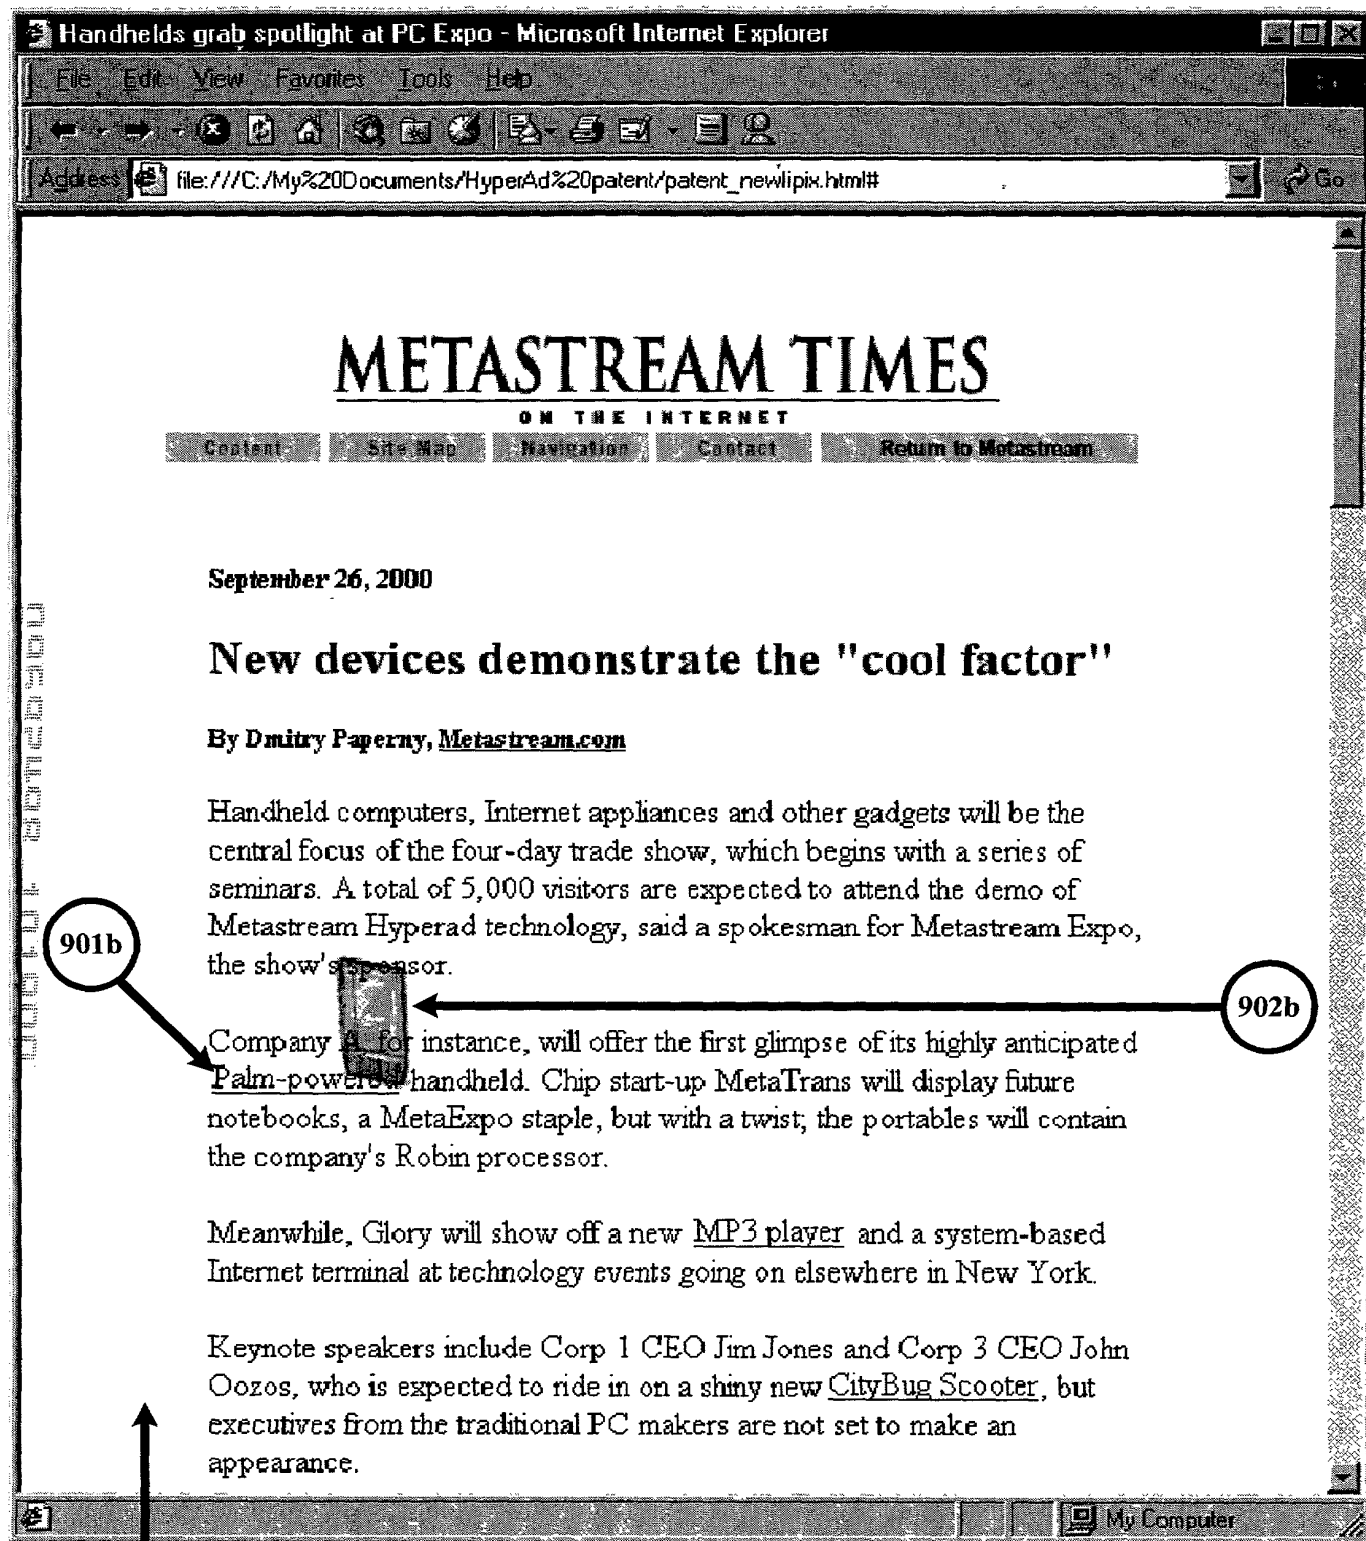 Handhelds grab spotlight at PC Expo - Microsoft Internet Explorer
File Edit View Favorites Tools Help
Address file:///C:/My%20Documents/HyperAd%20patent/patent_newlipix.html# Go
METASTREAM TIMES
ON THE INTERNET
Content Site Map Navigation Contact Return to Metastream
September 26, 2000
New devices demonstrate the "cool factor"
By Dmitry Paperny, Metastream.com
Handheld computers, Internet appliances and other gadgets will be the
central focus of the four-day trade show, which begins with a series of
seminars. A total of 5,000 visitors are expected to attend the demo of
Metastream Hyperad technology, said a spokesman for Metastream Expo,
the show's sponsor.
901b
902b
Company A, for instance, will offer the first glimpse of its highly anticipated
Palm-powered handheld. Chip start-up MetaTrans will display future
notebooks, a MetaExpo staple, but with a twist; the portables will contain
the company's Robin processor.
Meanwhile, Glory will show off a new MP3 player and a system-based
Internet terminal at technology events going on elsewhere in New York.
Keynote speakers include Corp 1 CEO Jim Jones and Corp 3 CEO John
Oozos, who is expected to ride in on a shiny new CityBug Scooter, but
executives from the traditional PC makers are not set to make an
appearance.
My Computer